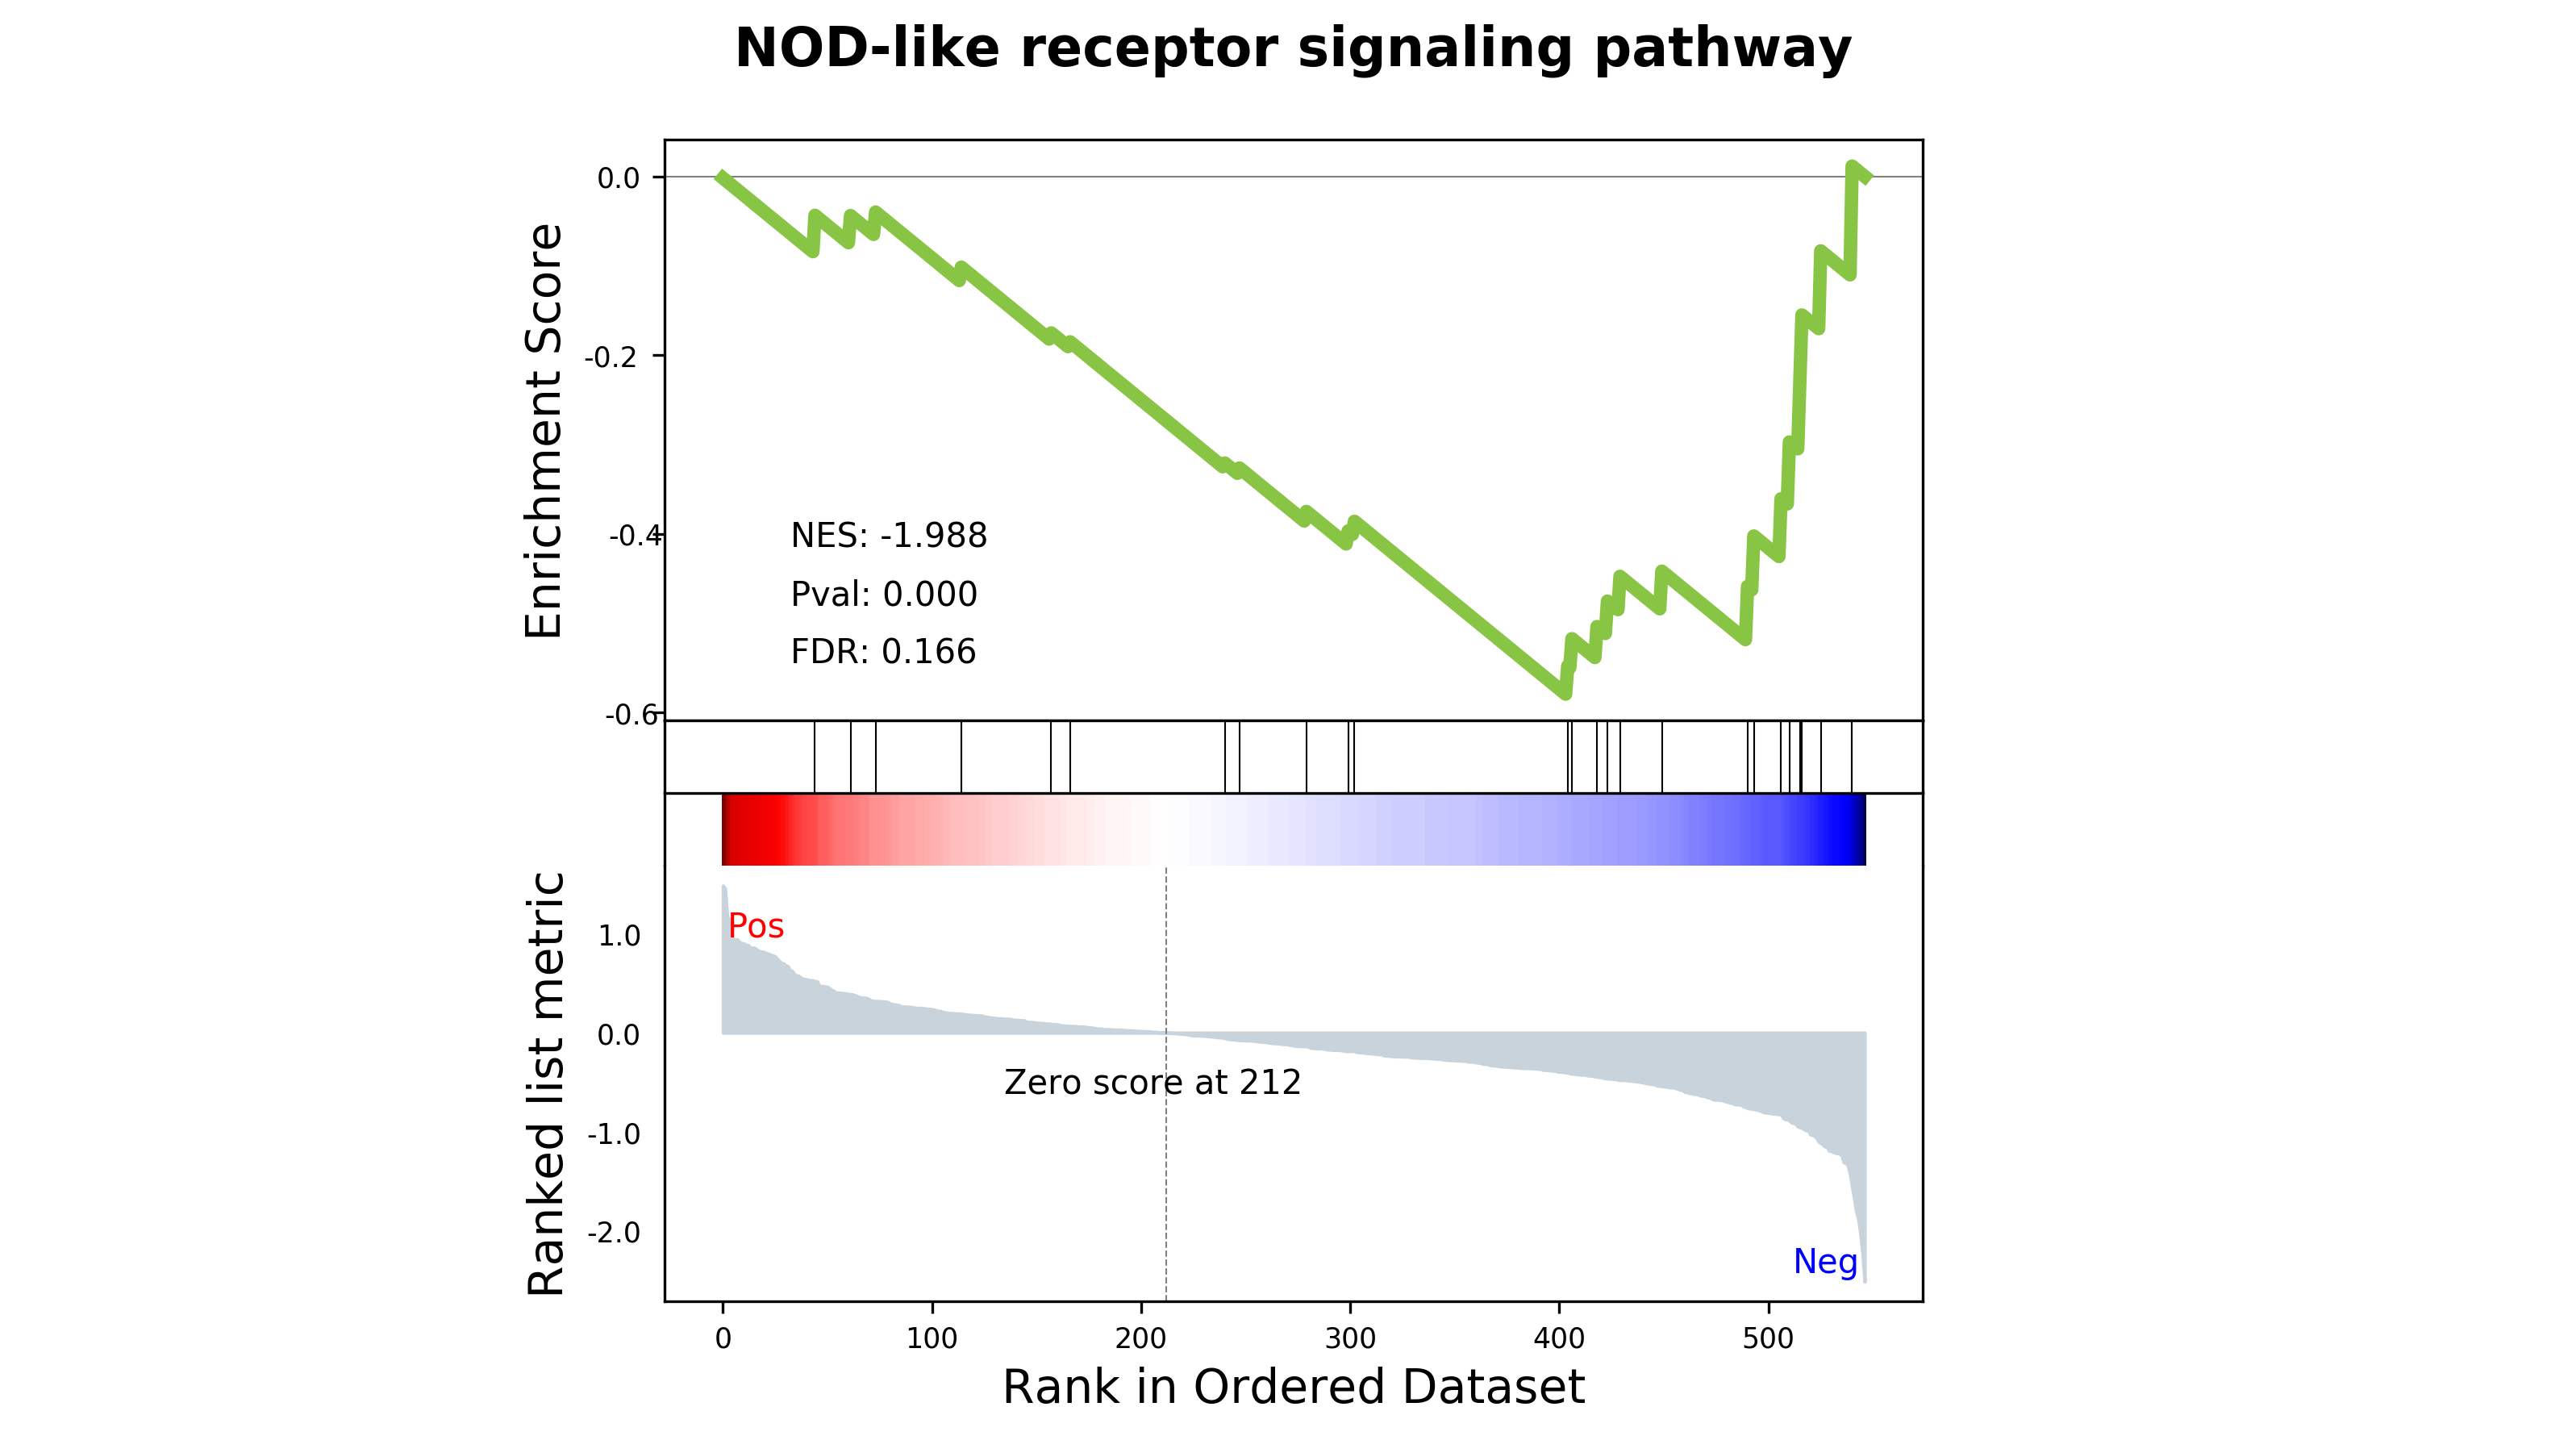 NOD-like receptor signaling pathway
Enrichment Score
0.0
-0.2
-0.4
-0.6
NES: -1.988
Pval: 0.000
FDR: 0.166
Ranked list metric
1.0
0.0
-1.0
-2.0
Pos
Zero score at 212
Neg
0 100 200 300 400 500
Rank in Ordered Dataset